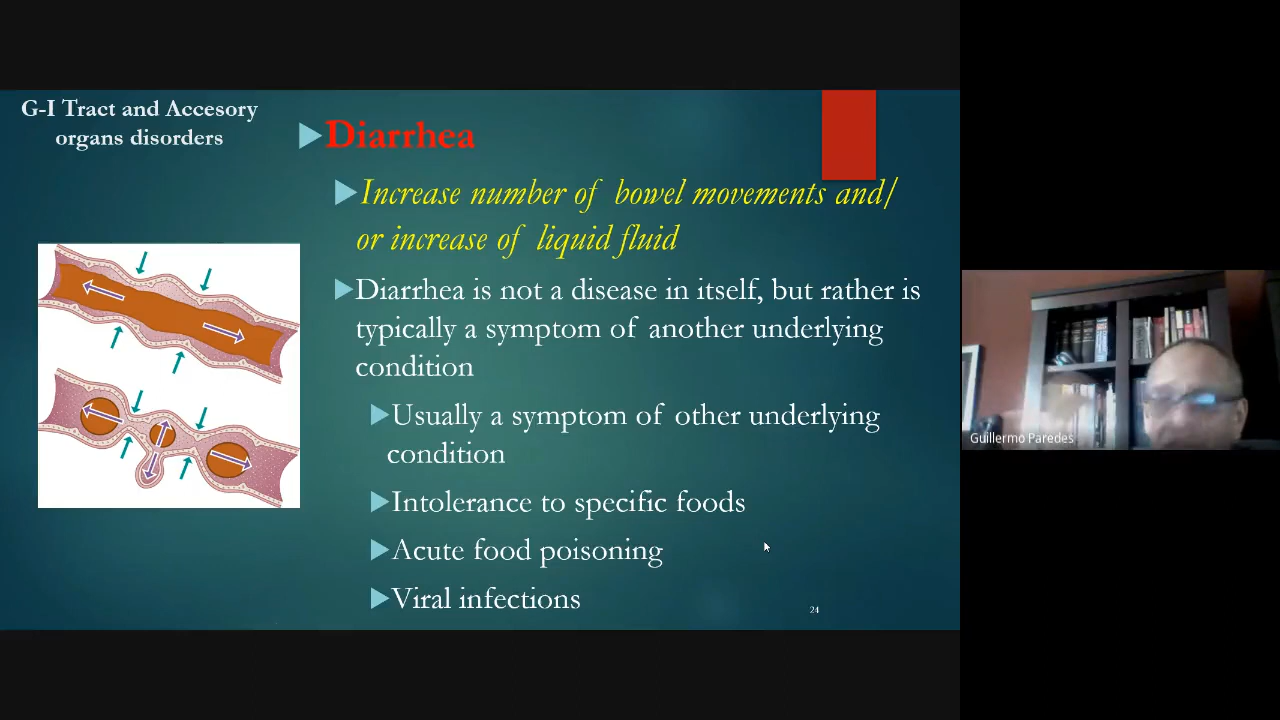 G-I Tract and Accesory
organs disorders
Diarrhea
Increase number of bowel movements and/
or increase of liquid fluid
Diarrhea is not a disease in itself, but rather is
typically a symptom of another underlying
condition
Usually a symptom of other underlying
condition
Intolerance to specific foods
Acute food poisoning
Viral infections
24
Guillermo Paredes